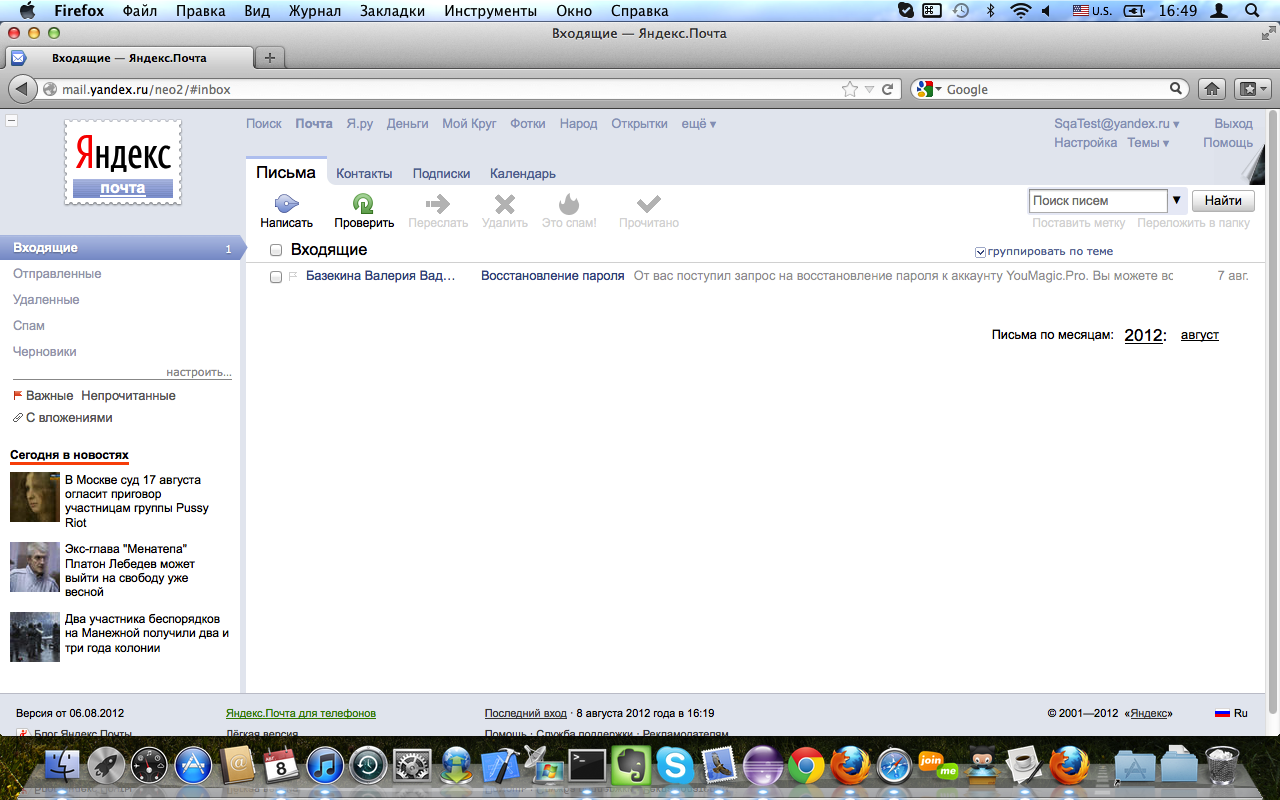 Firefox Файл Правка Вид Журнал Закладки Инструменты Окно Справка U.S. 16:49
Входящие — Яндекс.Почта
Входящие — Яндекс.Почта
mail.yandex.ru/neo2/#inbox Google
Яндекс
почта
Поиск Почта Я.ру Деньги Мой Круг Фотки Народ Открытки ещё ▾ SqaTest@yandex.ru ▾ Выход
Настройка Темы ▾ Помощь
Письма Контакты Подписки Календарь
Написать Проверить Переслать Удалить Это спам! Прочитано
Поиск писем Найти
Поставить метку Переложить в папку
Входящие 1
Отправленные
Удаленные
Спам
Черновики
настроить...
Важные Непрочитанные
С вложениями
Входящие группировать по теме
Базекина Валерия Вад… Восстановление пароля От вас поступил запрос на восстановление пароля к аккаунту YouMagic.Pro. Вы можете вс 7 авг.
Письма по месяцам: 2012: август
Сегодня в новостях
В Москве суд 17 августа
огласит приговор
участницам группы Pussy
Riot
Экс-глава "Менатепа"
Платон Лебедев может
выйти на свободу уже
весной
Два участника беспорядков
на Манежной получили два и
три года колонии
Версия от 06.08.2012 Яндекс.Почта для телефонов Последний вход · 8 августа 2012 года в 16:19 © 2001—2012 «Яндекс» Ru
Блог Яндекс.Почты Лёгкая версия Помощь · Служба поддержки · Рекламодателям
8
join
me